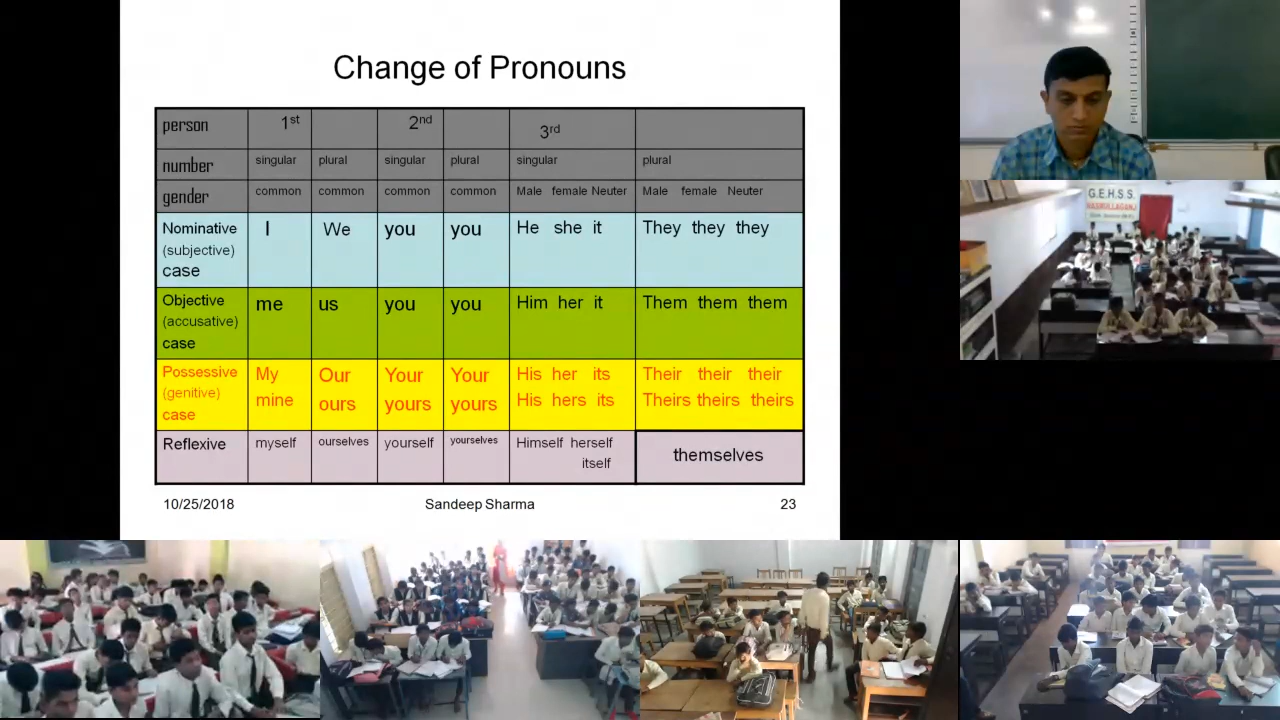 Change of Pronouns
person 1st 2nd 3rd
number singular plural singular plural singular plural
gender common common common common Male female Neuter Male female Neuter
Nominative (subjective) case I We you you He she it They they they
Objective (accusative) case me us you you Him her it Them them them
Possessive (genitive) case My mine Our ours Your yours Your yours His her its His hers its Their their their Theirs theirs theirs
Reflexive myself ourselves yourself yourselves Himself herself itself themselves
10/25/2018 Sandeep Sharma 23
G.E.H.S.S.
NASRULLAGANJ